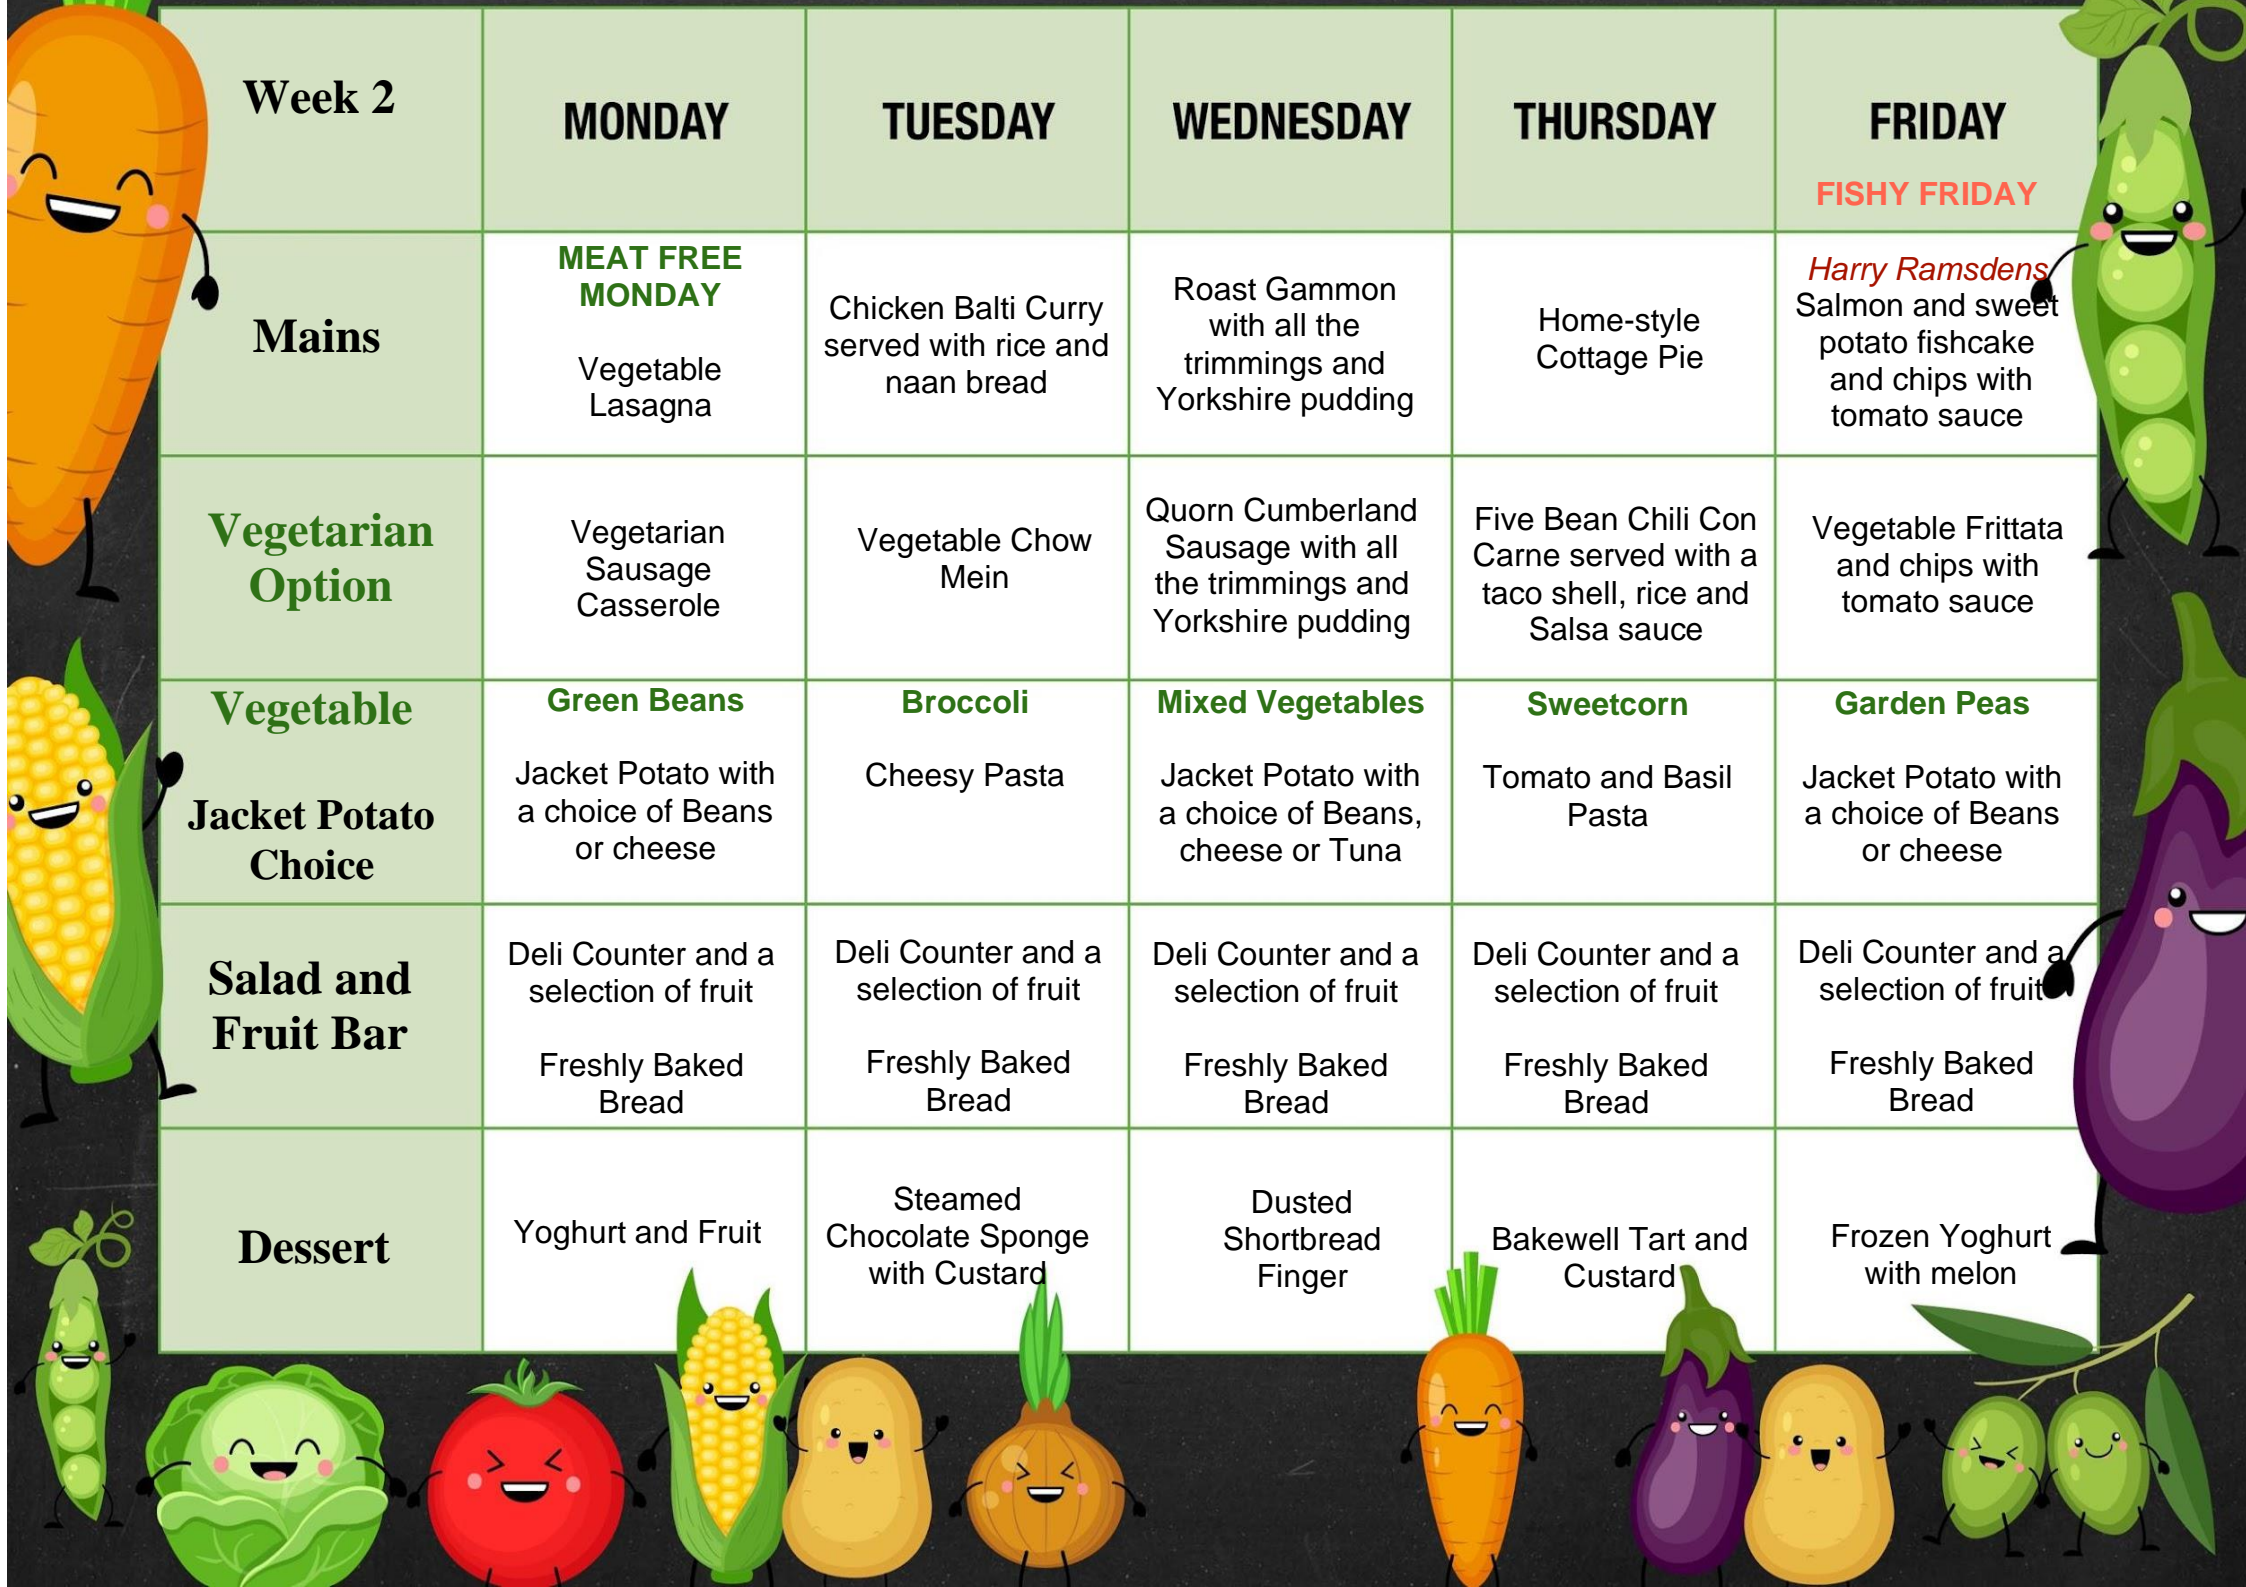 Week 2
MONDAY
TUESDAY
WEDNESDAY
THURSDAY
FRIDAY
FISHY FRIDAY
Mains
MEAT FREE
MONDAY
Vegetable
Lasagna
Chicken Balti Curry
served with rice and
naan bread
Roast Gammon
with all the
trimmings and
Yorkshire pudding
Home-style
Cottage Pie
Harry Ramsdens
Salmon and sweet
potato fishcake
and chips with
tomato sauce
Vegetarian
Option
Vegetarian
Sausage
Casserole
Vegetable Chow
Mein
Quorn Cumberland
Sausage with all
the trimmings and
Yorkshire pudding
Five Bean Chili Con
Carne served with a
taco shell, rice and
Salsa sauce
Vegetable Frittata
and chips with
tomato sauce
Vegetable
Jacket Potato
Choice
Green Beans
Jacket Potato with
a choice of Beans
or cheese
Broccoli
Cheesy Pasta
Mixed Vegetables
Jacket Potato with
a choice of Beans,
cheese or Tuna
Sweetcorn
Tomato and Basil
Pasta
Garden Peas
Jacket Potato with
a choice of Beans
or cheese
Salad and
Fruit Bar
Deli Counter and a
selection of fruit
Freshly Baked
Bread
Deli Counter and a
selection of fruit
Freshly Baked
Bread
Deli Counter and a
selection of fruit
Freshly Baked
Bread
Deli Counter and a
selection of fruit
Freshly Baked
Bread
Deli Counter and a
selection of fruit
Freshly Baked
Bread
Dessert
Yoghurt and Fruit
Steamed
Chocolate Sponge
with Custard
Dusted
Shortbread
Finger
Bakewell Tart and
Custard
Frozen Yoghurt
with melon